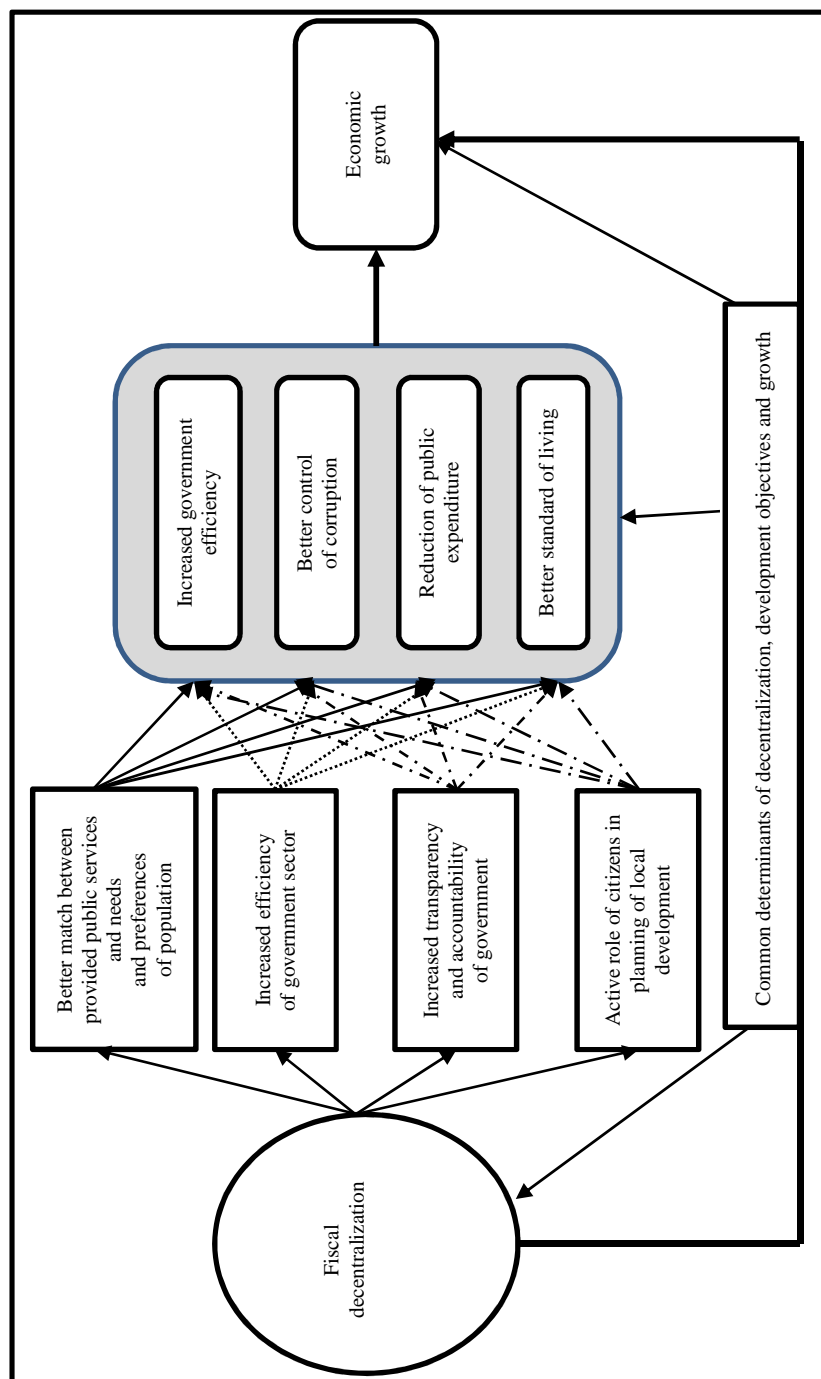 Fiscal
decentralization
Better match between
provided public services
and needs
and preferences
of population
Increased efficiency
of government sector
Increased transparency
and accountability
of government
Active role of citizens in
planning of local
development
Increased government
efficiency
Better control
of corruption
Reduction of public
expenditure
Better standard of living
Economic
growth
Common determinants of decentralization, development objectives and growth